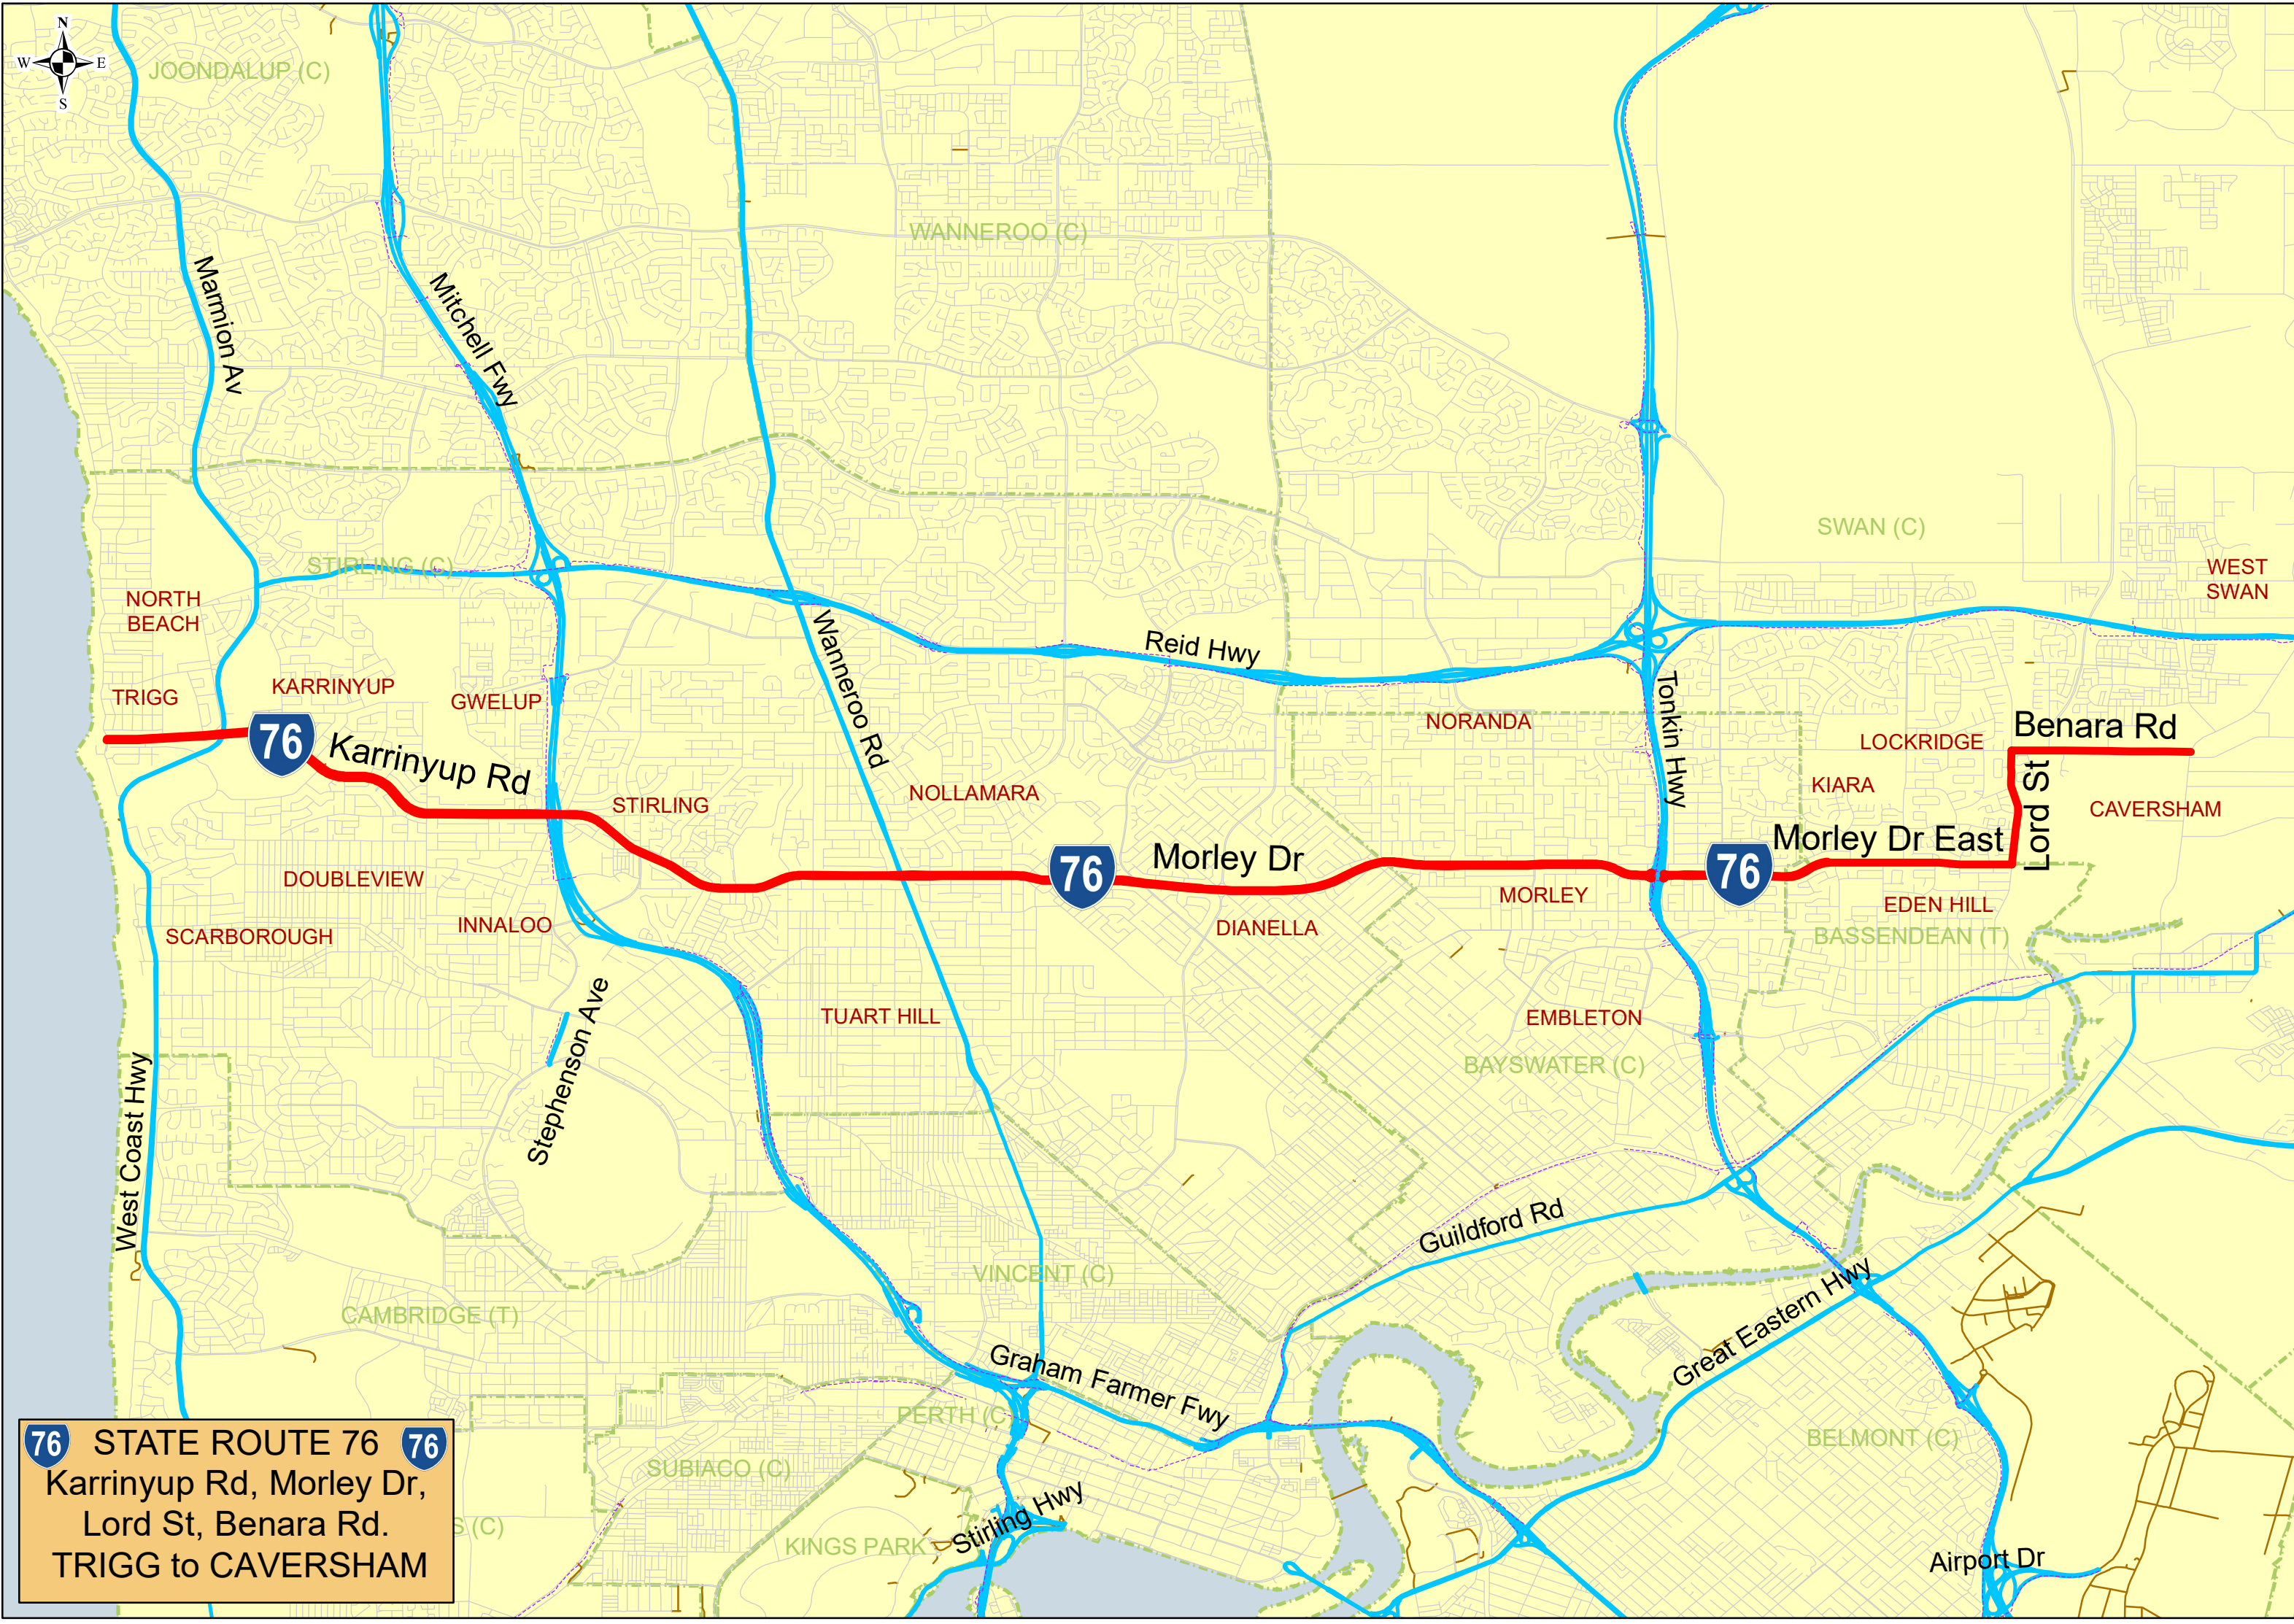 N
W E
S
JOONDALUP (C)
WANNEROO (C)
Marmion Av
Mitchell Fwy
SWAN (C)
STIRLING (C)
WEST
SWAN
NORTH
BEACH
Wanneroo Rd
Reid Hwy
TRIGG
KARRINYUP
GWELUP
NORANDA
Tonkin Hwy
Benara Rd
LOCKRIDGE
76
Karrinyup Rd
STIRLING
NOLLAMARA
KIARA
Lord St
CAVERSHAM
76
Morley Dr
76
Morley Dr East
DOUBLEVIEW
MORLEY
EDEN HILL
INNALOO
SCARBOROUGH
DIANELLA
BASSENDEAN (T)
Stephenson Ave
TUART HILL
EMBLETON
BAYSWATER (C)
West Coast Hwy
Guildford Rd
VINCENT (C)
CAMBRIDGE (T)
Great Eastern Hwy
Graham Farmer Fwy
PERTH (C
BELMONT (C)
SUBIACO (C)
Stirling Hwy
KINGS PARK
S (C)
Airport Dr
76 STATE ROUTE 76 76
Karrinyup Rd, Morley Dr,
Lord St, Benara Rd.
TRIGG to CAVERSHAM